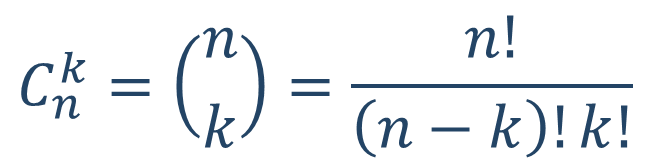 $C_n^k = \binom{n}{k} = \frac{n!}{(n-k)!\,k!}$